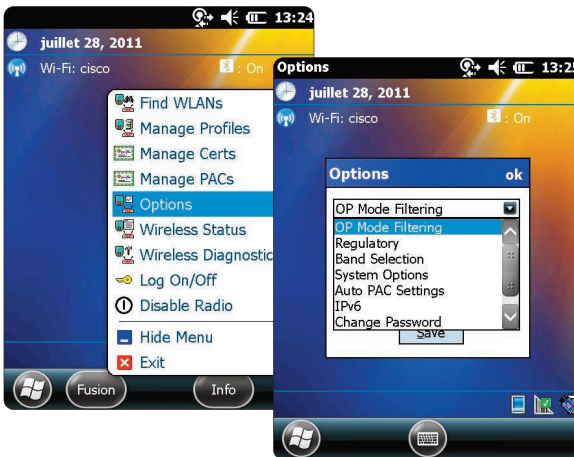 13:24
juillet 28, 2011
Wi-Fi: cisco
: On
Find WLANs
Manage Profiles
Manage Certs
Manage PACs
Options
Wireless Status
Wireless Diagnostic
Log On/Off
Disable Radio
Hide Menu
Exit
Fusion
Info
Options
13:25
juillet 28, 2011
Wi-Fi: cisco
: On
Options
ok
OP Mode Filtering
OP Mode Filtering
Regulatory
Band Selection
System Options
Auto PAC Settings
IPv6
Change Password
Save